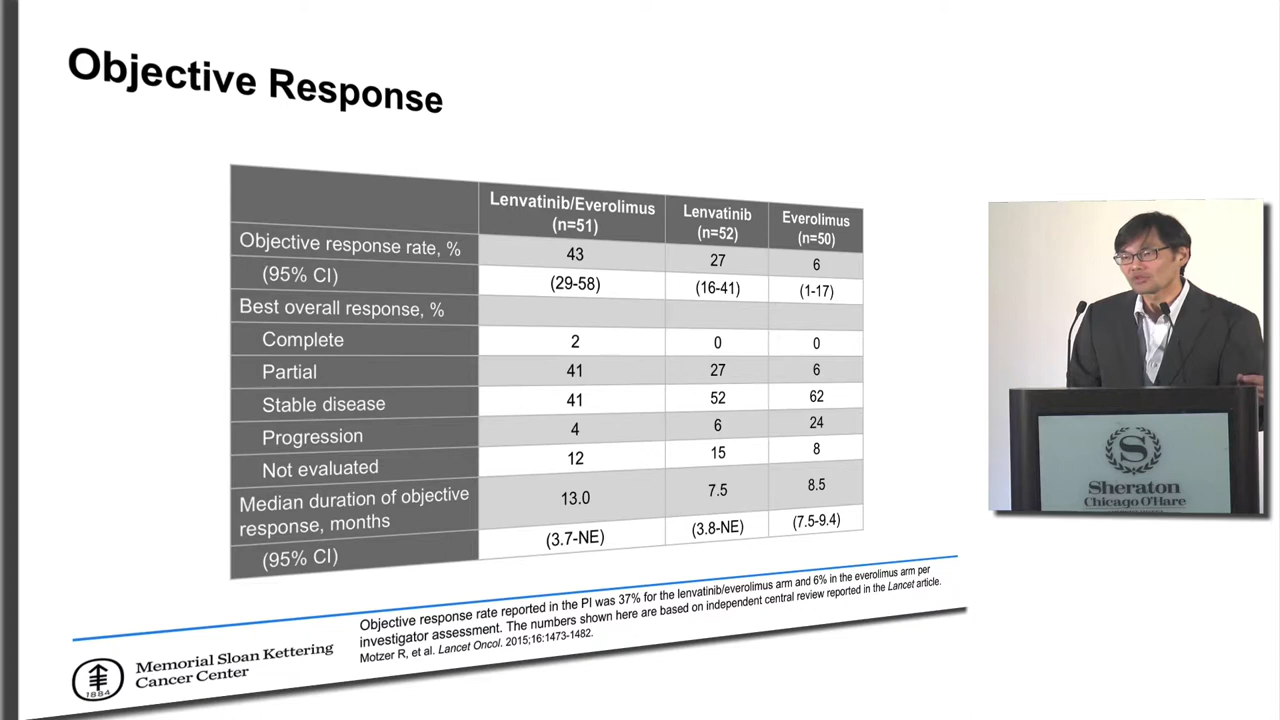 Objective Response
Lenvatinib/Everolimus (n=51) Lenvatinib (n=52) Everolimus (n=50)
Objective response rate, % 43 27 6
(95% CI) (29-58) (16-41) (1-17)
Best overall response, %
Complete 2 0 0
Partial 41 27 6
Stable disease 41 52 62
Progression 4 6 24
Not evaluated 12 15 8
Median duration of objective response, months 13.0 7.5 8.5
(95% CI) (3.7-NE) (3.8-NE) (7.5-9.4)
Objective response rate reported in the PI was 37% for the lenvatinib/everolimus arm and 6% in the everolimus arm per
investigator assessment. The numbers shown here are based on independent central review reported in the Lancet article.
Motzer R, et al. Lancet Oncol. 2015;16:1473-1482.
1884
Memorial Sloan Kettering
Cancer Center
S
Sheraton
Chicago O'Hare